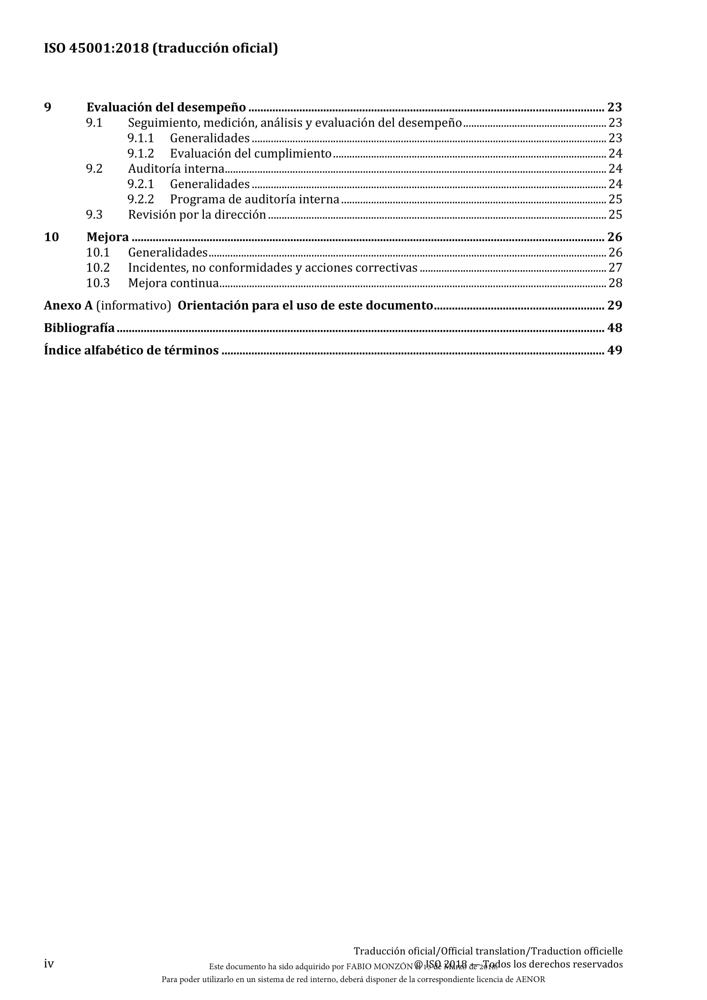 ISO 45001:2018 (traducción oficial)
9 Evaluación del desempeño 23
9.1 Seguimiento, medición, análisis y evaluación del desempeño 23
9.1.1 Generalidades 23
9.1.2 Evaluación del cumplimiento 24
9.2 Auditoría interna 24
9.2.1 Generalidades 24
9.2.2 Programa de auditoría interna 25
9.3 Revisión por la dirección 25
10 Mejora 26
10.1 Generalidades 26
10.2 Incidentes, no conformidades y acciones correctivas 27
10.3 Mejora continua 28
Anexo A (informativo) Orientación para el uso de este documento 29
Bibliografía 48
Índice alfabético de términos 49
Traducción oficial/Official translation/Traduction officielle
iv
© ISO 2018 — Todos los derechos reservados
Este documento ha sido adquirido por FABIO MONZÓN el 13 de Marzo de 2018.
Para poder utilizarlo en un sistema de red interno, deberá disponer de la correspondiente licencia de AENOR